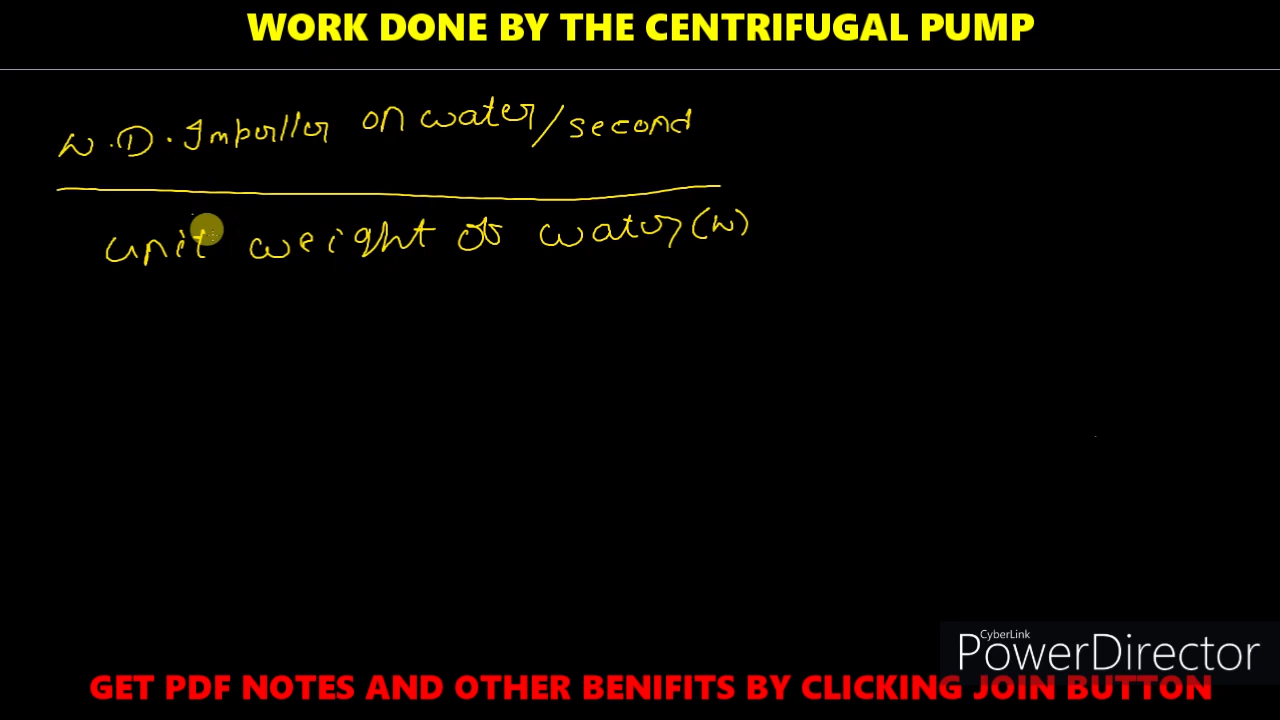 WORK DONE BY THE CENTRIFUGAL PUMP
W.D. Impeller on water/second
unit weight of water (W)
CyberLink
PowerDirector
GET PDF NOTES AND OTHER BENIFITS BY CLICKING JOIN BUTTON